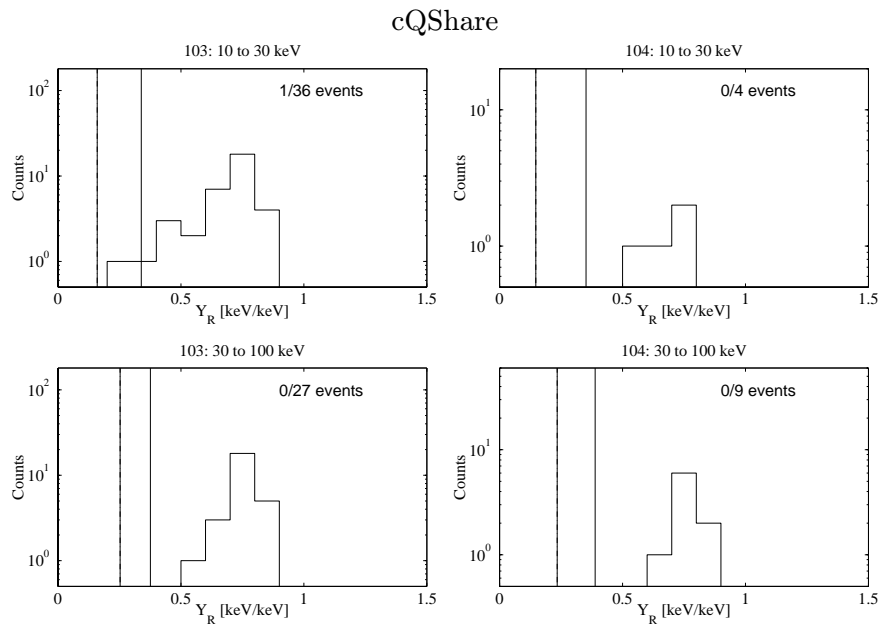 cQShare
103: 10 to 30 keV
1/36 events
10²
10¹
10⁰
Counts
0 0.5 1 1.5
Y_R [keV/keV]
104: 10 to 30 keV
0/4 events
10¹
10⁰
Counts
0 0.5 1 1.5
Y_R [keV/keV]
103: 30 to 100 keV
0/27 events
10²
10¹
10⁰
Counts
0 0.5 1 1.5
Y_R [keV/keV]
104: 30 to 100 keV
0/9 events
10¹
10⁰
Counts
0 0.5 1 1.5
Y_R [keV/keV]